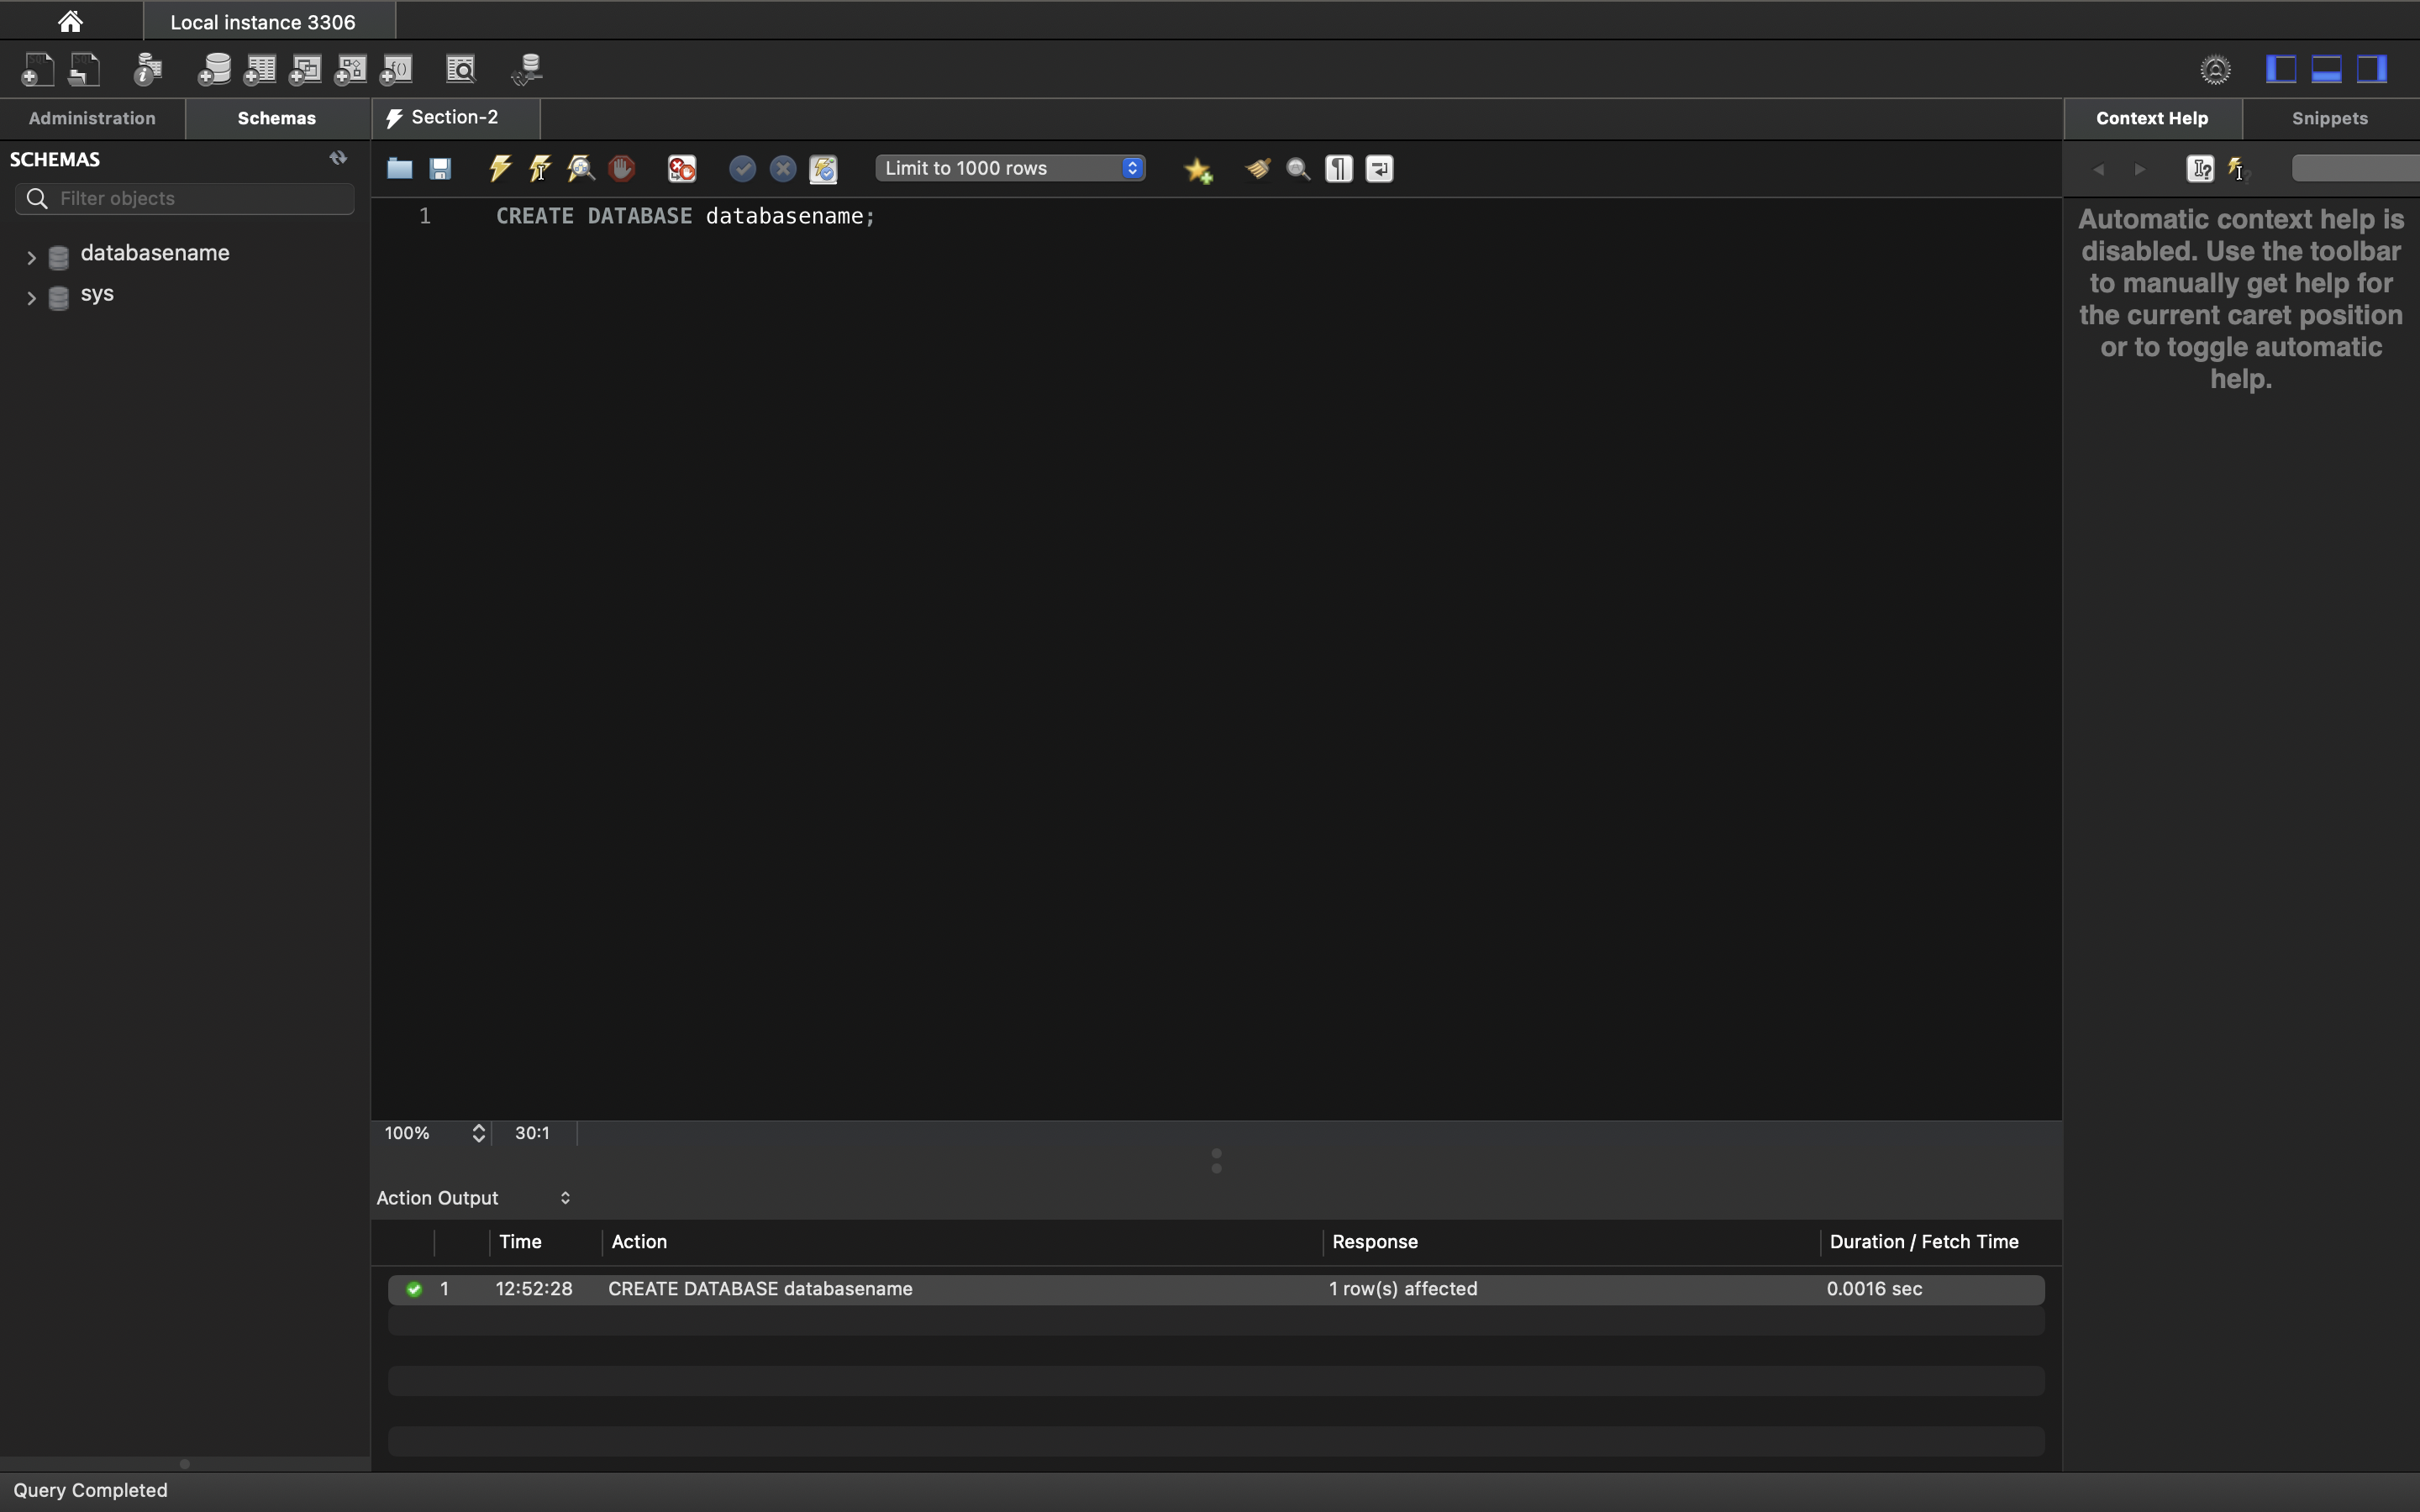 Local instance 3306
Administration
Schemas
Section-2
Context Help
Snippets
SCHEMAS
Limit to 1000 rows
Filter objects
1 CREATE DATABASE databasename;
databasename
sys
Automatic context help is
disabled. Use the toolbar
to manually get help for
the current caret position
or to toggle automatic
help.
100%
30:1
Action Output
Time Action Response Duration / Fetch Time
1 12:52:28 CREATE DATABASE databasename 1 row(s) affected 0.0016 sec
Query Completed